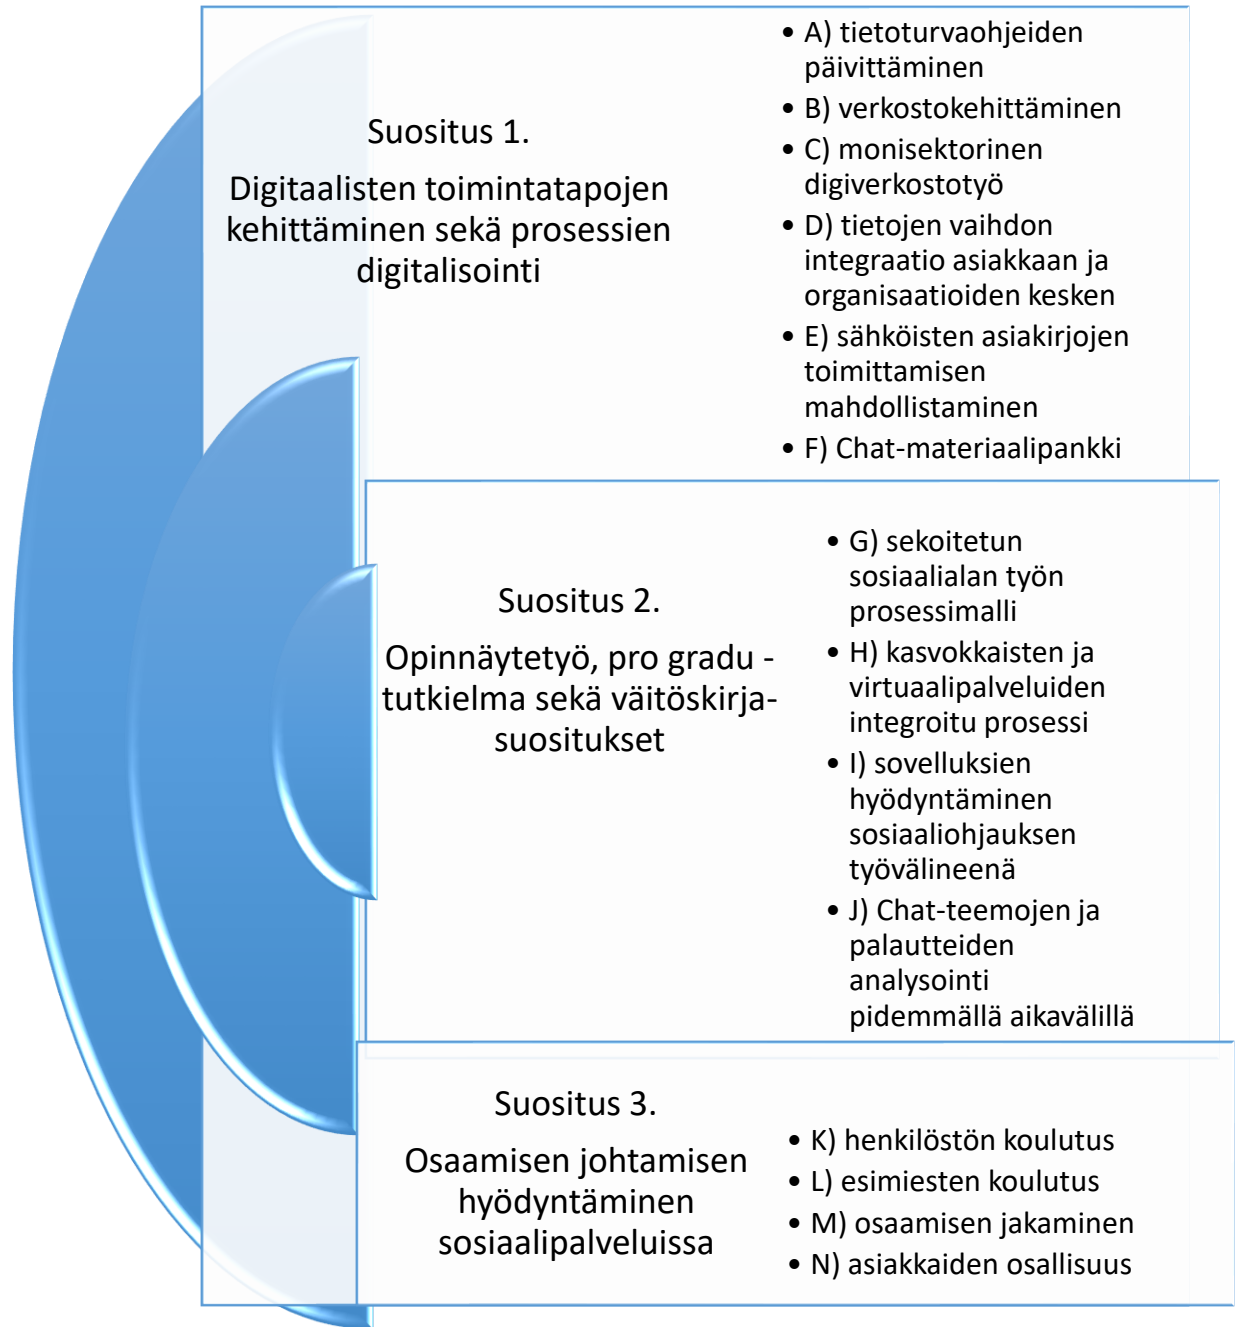 Suositus 1.
Digitaalisten toimintatapojen
kehittäminen sekä prosessien
digitalisointi
• A) tietoturvaohjeiden
päivittäminen
• B) verkostokehittäminen
• C) monisektorinen
digiverkostotyö
• D) tietojen vaihdon
integraatio asiakkaan ja
organisaatioiden kesken
• E) sähköisten asiakirjojen
toimittamisen
mahdollistaminen
• F) Chat-materiaalipankki
Suositus 2.
Opinnäytetyö, pro gradu -
tutkielma sekä väitöskirja-
suositukset
• G) sekoitetun
sosiaalialan työn
prosessimalli
• H) kasvokkaisten ja
virtuaalipalveluiden
integroitu prosessi
• I) sovelluksien
hyödyntäminen
sosiaaliohjauksen
työvälineenä
• J) Chat-teemojen ja
palautteiden
analysointi
pidemmällä aikavälillä
Suositus 3.
Osaamisen johtamisen
hyödyntäminen
sosiaalipalveluissa
• K) henkilöstön koulutus
• L) esimiesten koulutus
• M) osaamisen jakaminen
• N) asiakkaiden osallisuus